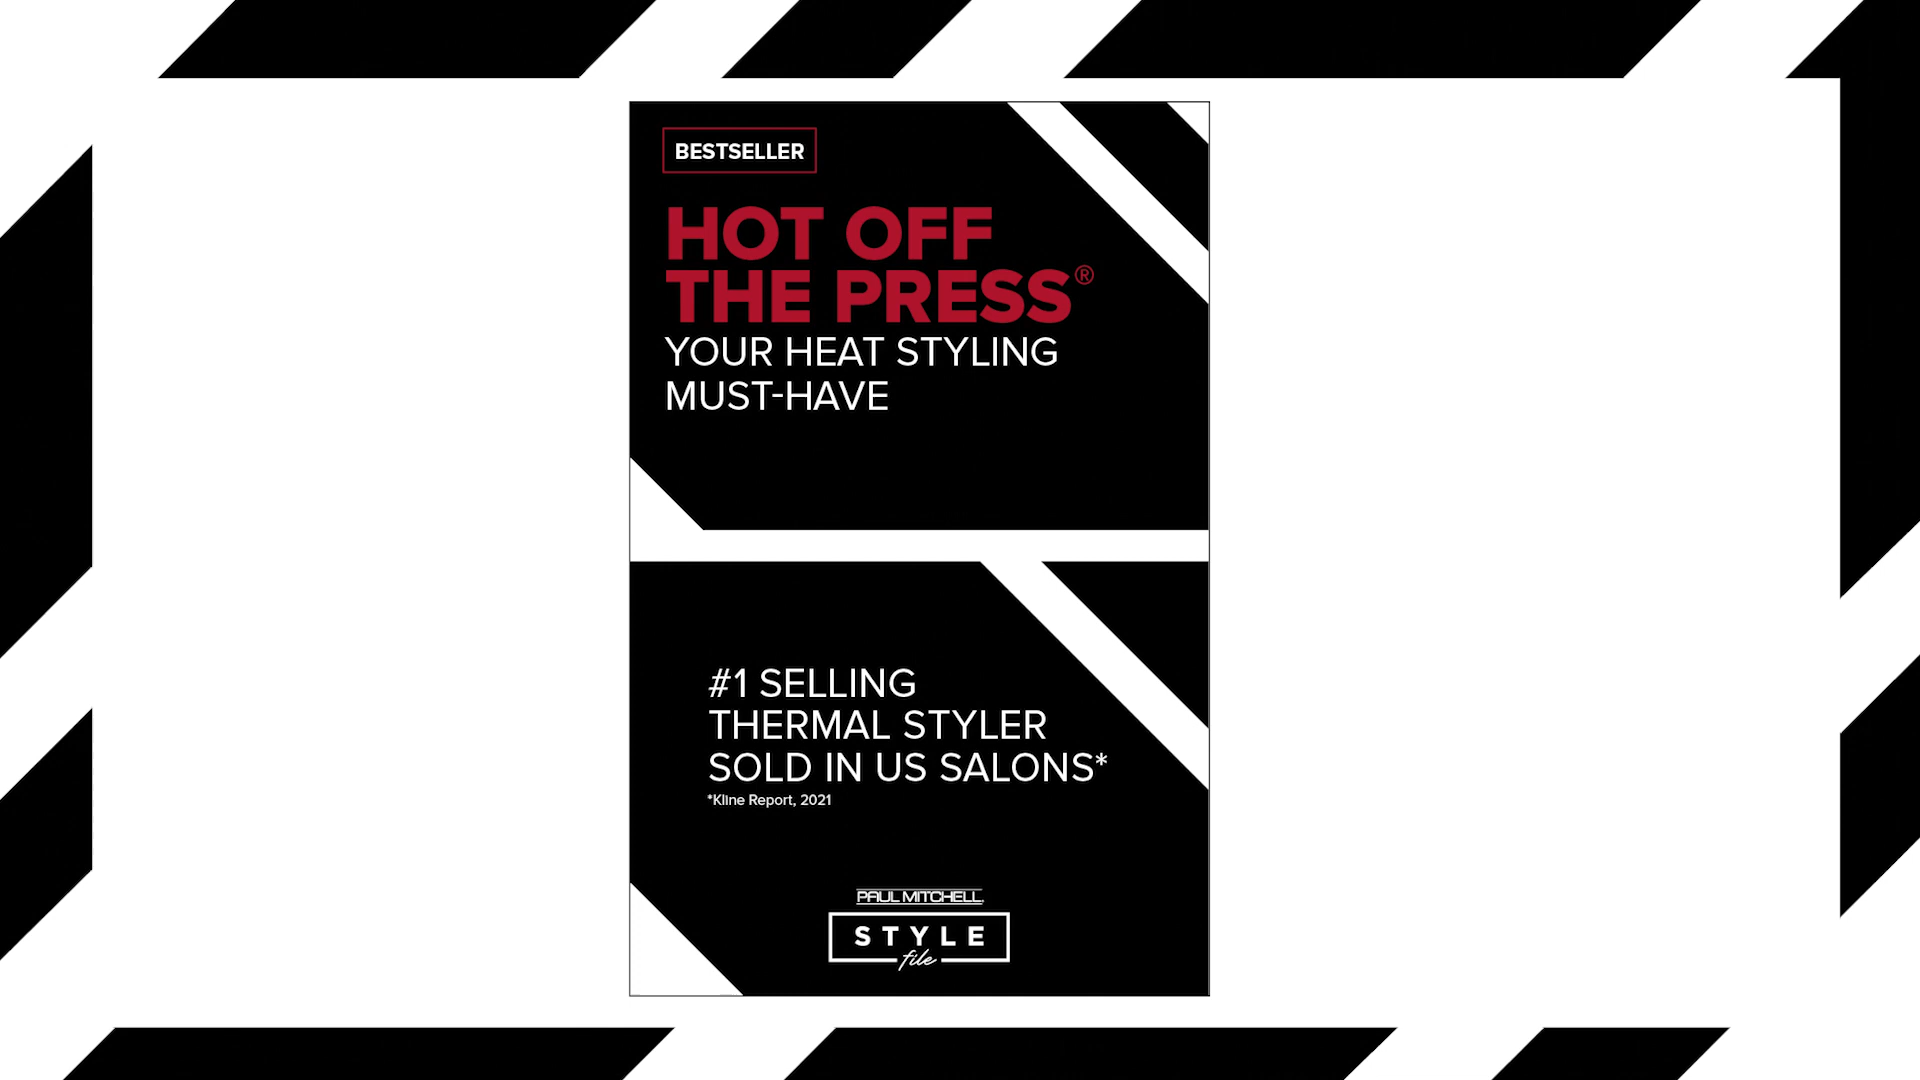 BESTSELLER
HOT OFF
THE PRESS®
YOUR HEAT STYLING
MUST-HAVE
#1 SELLING
THERMAL STYLER
SOLD IN US SALONS*
*Kline Report, 2021
PAUL MITCHELL.
STYLE
file